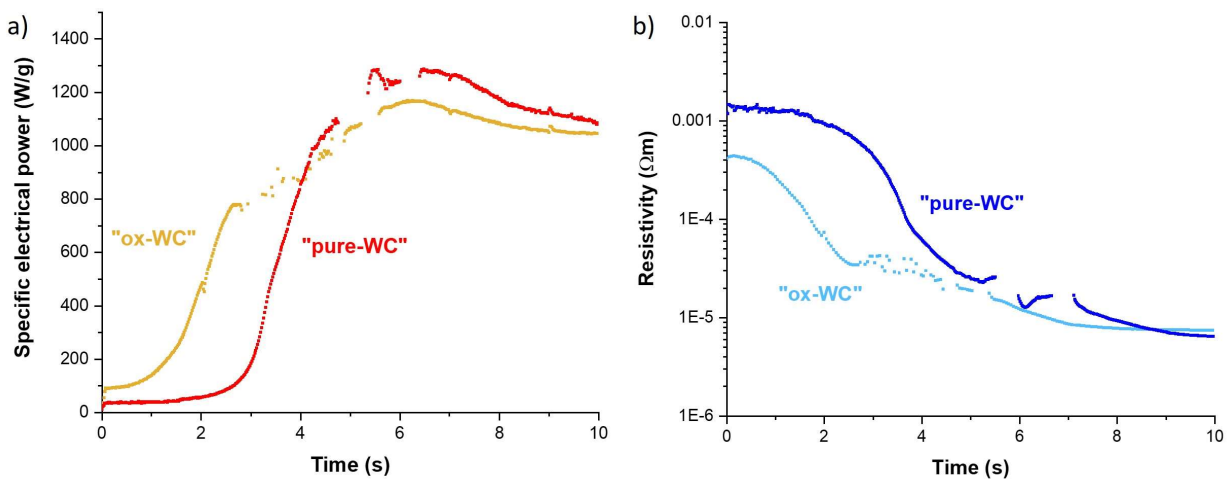 a)
1400
1200
1000
800
600
400
200
0
Specific electrical power (W/g)
"ox-WC"
"pure-WC"
0 2 4 6 8 10
Time (s)
b)
0.01
0.001
1E-4
1E-5
1E-6
Resistivity (Ωm)
"pure-WC"
"ox-WC"
0 2 4 6 8 10
Time (s)